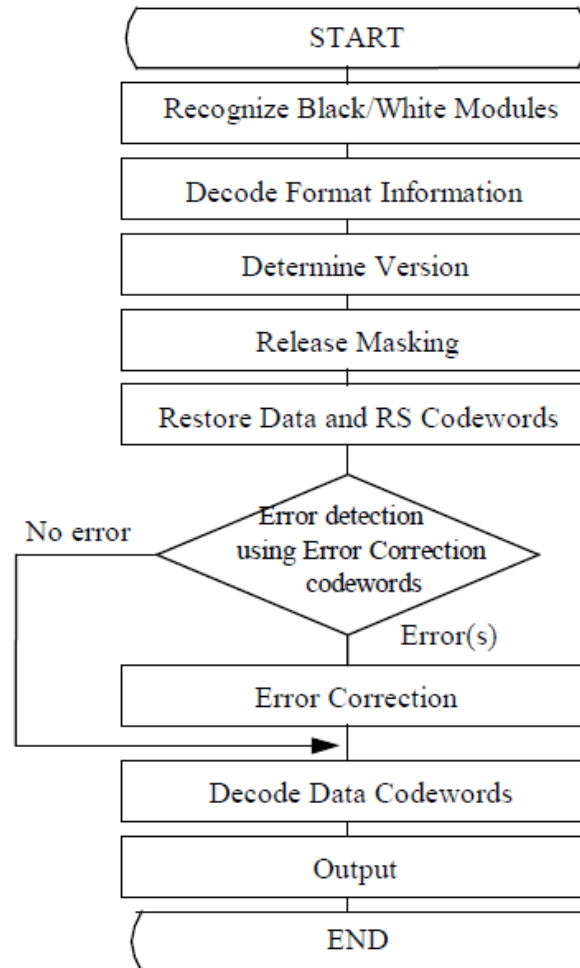 START
Recognize Black/White Modules
Decode Format Information
Determine Version
Release Masking
Restore Data and RS Codewords
No error
Error detection
using Error Correction
codewords
Error(s)
Error Correction
Decode Data Codewords
Output
END